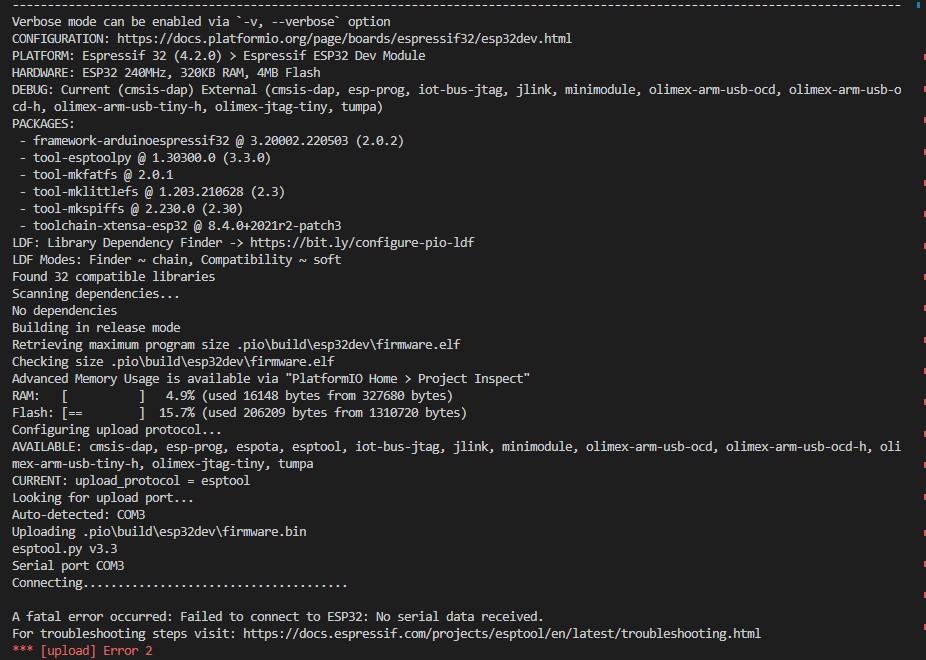 Verbose mode can be enabled via `-v, --verbose` option
CONFIGURATION: https://docs.platformio.org/page/boards/espressif32/esp32dev.html
PLATFORM: Espressif 32 (4.2.0) > Espressif ESP32 Dev Module
HARDWARE: ESP32 240MHz, 320KB RAM, 4MB Flash
DEBUG: Current (cmsis-dap) External (cmsis-dap, esp-prog, iot-bus-jtag, jlink, minimodule, olimex-arm-usb-ocd, olimex-arm-usb-o
cd-h, olimex-arm-usb-tiny-h, olimex-jtag-tiny, tumpa)
PACKAGES:
 - framework-arduinoespressif32 @ 3.20002.220503 (2.0.2)
 - tool-esptoolpy @ 1.30300.0 (3.3.0)
 - tool-mkfatfs @ 2.0.1
 - tool-mklittlefs @ 1.203.210628 (2.3)
 - tool-mkspiffs @ 2.230.0 (2.30)
 - toolchain-xtensa-esp32 @ 8.4.0+2021r2-patch3
LDF: Library Dependency Finder -> https://bit.ly/configure-pio-ldf
LDF Modes: Finder ~ chain, Compatibility ~ soft
Found 32 compatible libraries
Scanning dependencies...
No dependencies
Building in release mode
Retrieving maximum program size .pio\build\esp32dev\firmware.elf
Checking size .pio\build\esp32dev\firmware.elf
Advanced Memory Usage is available via "PlatformIO Home > Project Inspect"
RAM:   [          ]   4.9% (used 16148 bytes from 327680 bytes)
Flash: [==        ]  15.7% (used 206209 bytes from 1310720 bytes)
Configuring upload protocol...
AVAILABLE: cmsis-dap, esp-prog, espota, esptool, iot-bus-jtag, jlink, minimodule, olimex-arm-usb-ocd, olimex-arm-usb-ocd-h, oli
mex-arm-usb-tiny-h, olimex-jtag-tiny, tumpa
CURRENT: upload_protocol = esptool
Looking for upload port...
Auto-detected: COM3
Uploading .pio\build\esp32dev\firmware.bin
esptool.py v3.3
Serial port COM3
Connecting......................................
A fatal error occurred: Failed to connect to ESP32: No serial data received.
For troubleshooting steps visit: https://docs.espressif.com/projects/esptool/en/latest/troubleshooting.html
*** [upload] Error 2